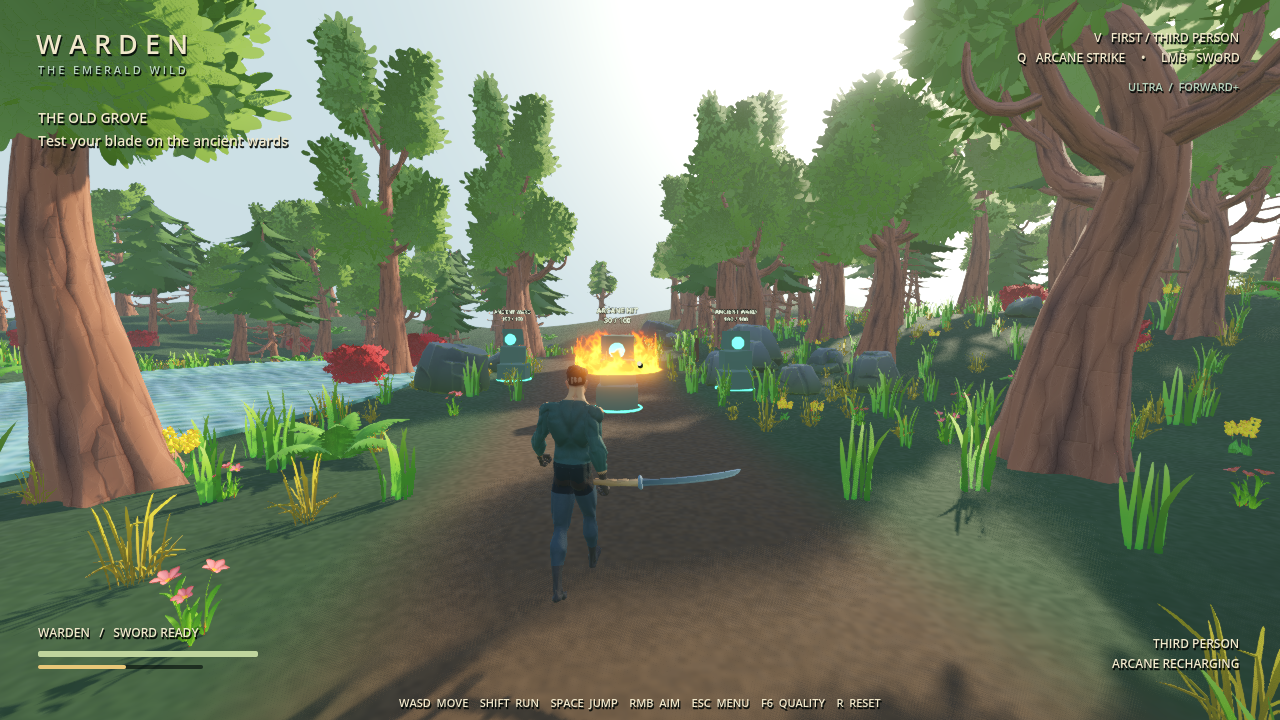 WARDEN
THE EMERALD WILD
THE OLD GROVE
Test your blade on the ancient wards
V FIRST / THIRD PERSON
Q ARCANE STRIKE • LMB SWORD
ULTRA / FORWARD+
ANCIENT WARD
WARDEN / SWORD READY
THIRD PERSON
ARCANE RECHARGING
WASD MOVE SHIFT RUN SPACE JUMP RMB AIM ESC MENU F6 QUALITY R RESET